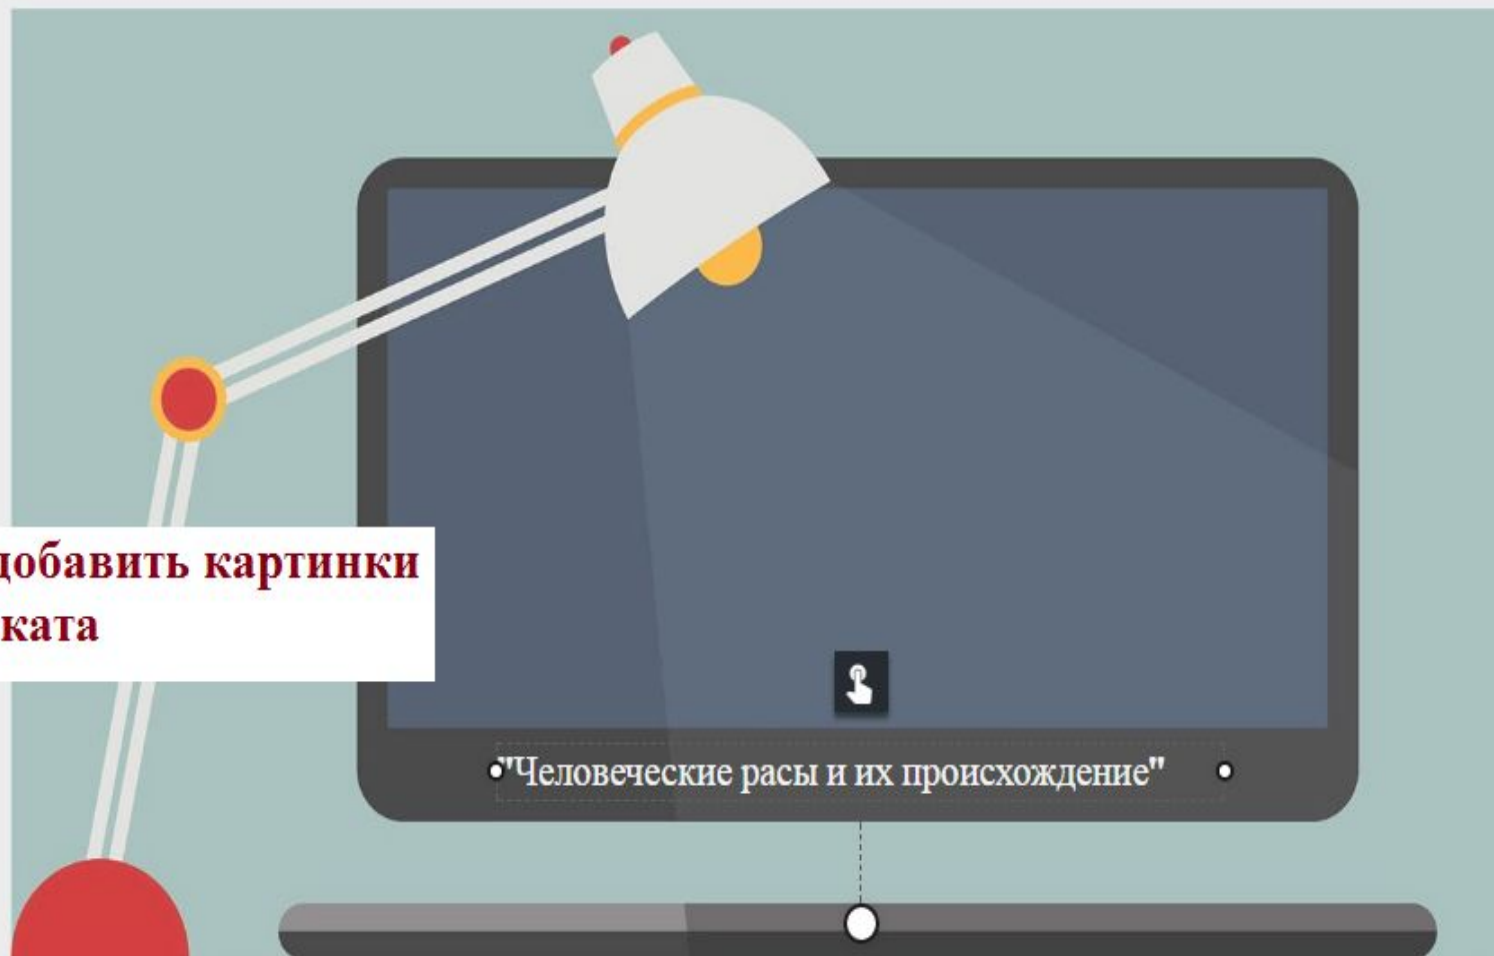 добавить картинки
ката
"Человеческие расы и их происхождение"